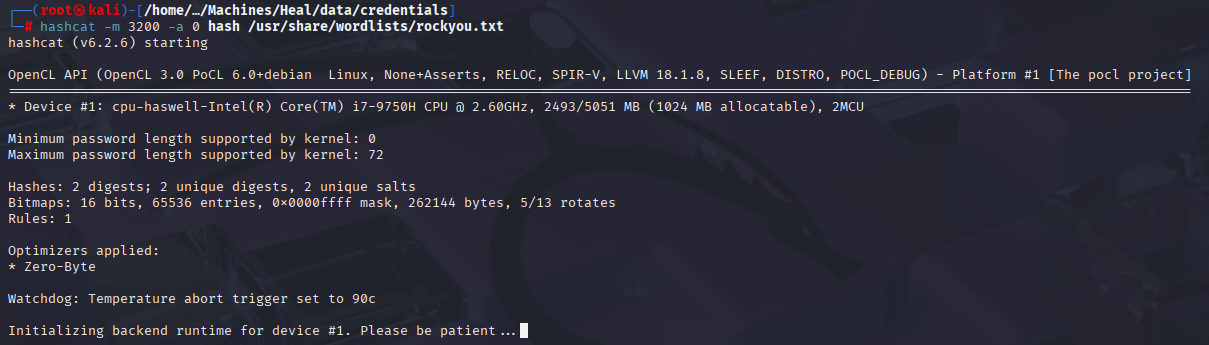 ┌──(root㉿kali)-[/home/…/Machines/Heal/data/credentials]
└─# hashcat -m 3200 -a 0 hash /usr/share/wordlists/rockyou.txt
hashcat (v6.2.6) starting
OpenCL API (OpenCL 3.0 PoCL 6.0+debian  Linux, None+Asserts, RELOC, SPIR-V, LLVM 18.1.8, SLEEF, DISTRO, POCL_DEBUG) - Platform #1 [The pocl project]
====================================================================================================================================================
* Device #1: cpu-haswell-Intel(R) Core(TM) i7-9750H CPU @ 2.60GHz, 2493/5051 MB (1024 MB allocatable), 2MCU
Minimum password length supported by kernel: 0
Maximum password length supported by kernel: 72
Hashes: 2 digests; 2 unique digests, 2 unique salts
Bitmaps: 16 bits, 65536 entries, 0x0000ffff mask, 262144 bytes, 5/13 rotates
Rules: 1
Optimizers applied:
* Zero-Byte
Watchdog: Temperature abort trigger set to 90c
Initializing backend runtime for device #1. Please be patient...